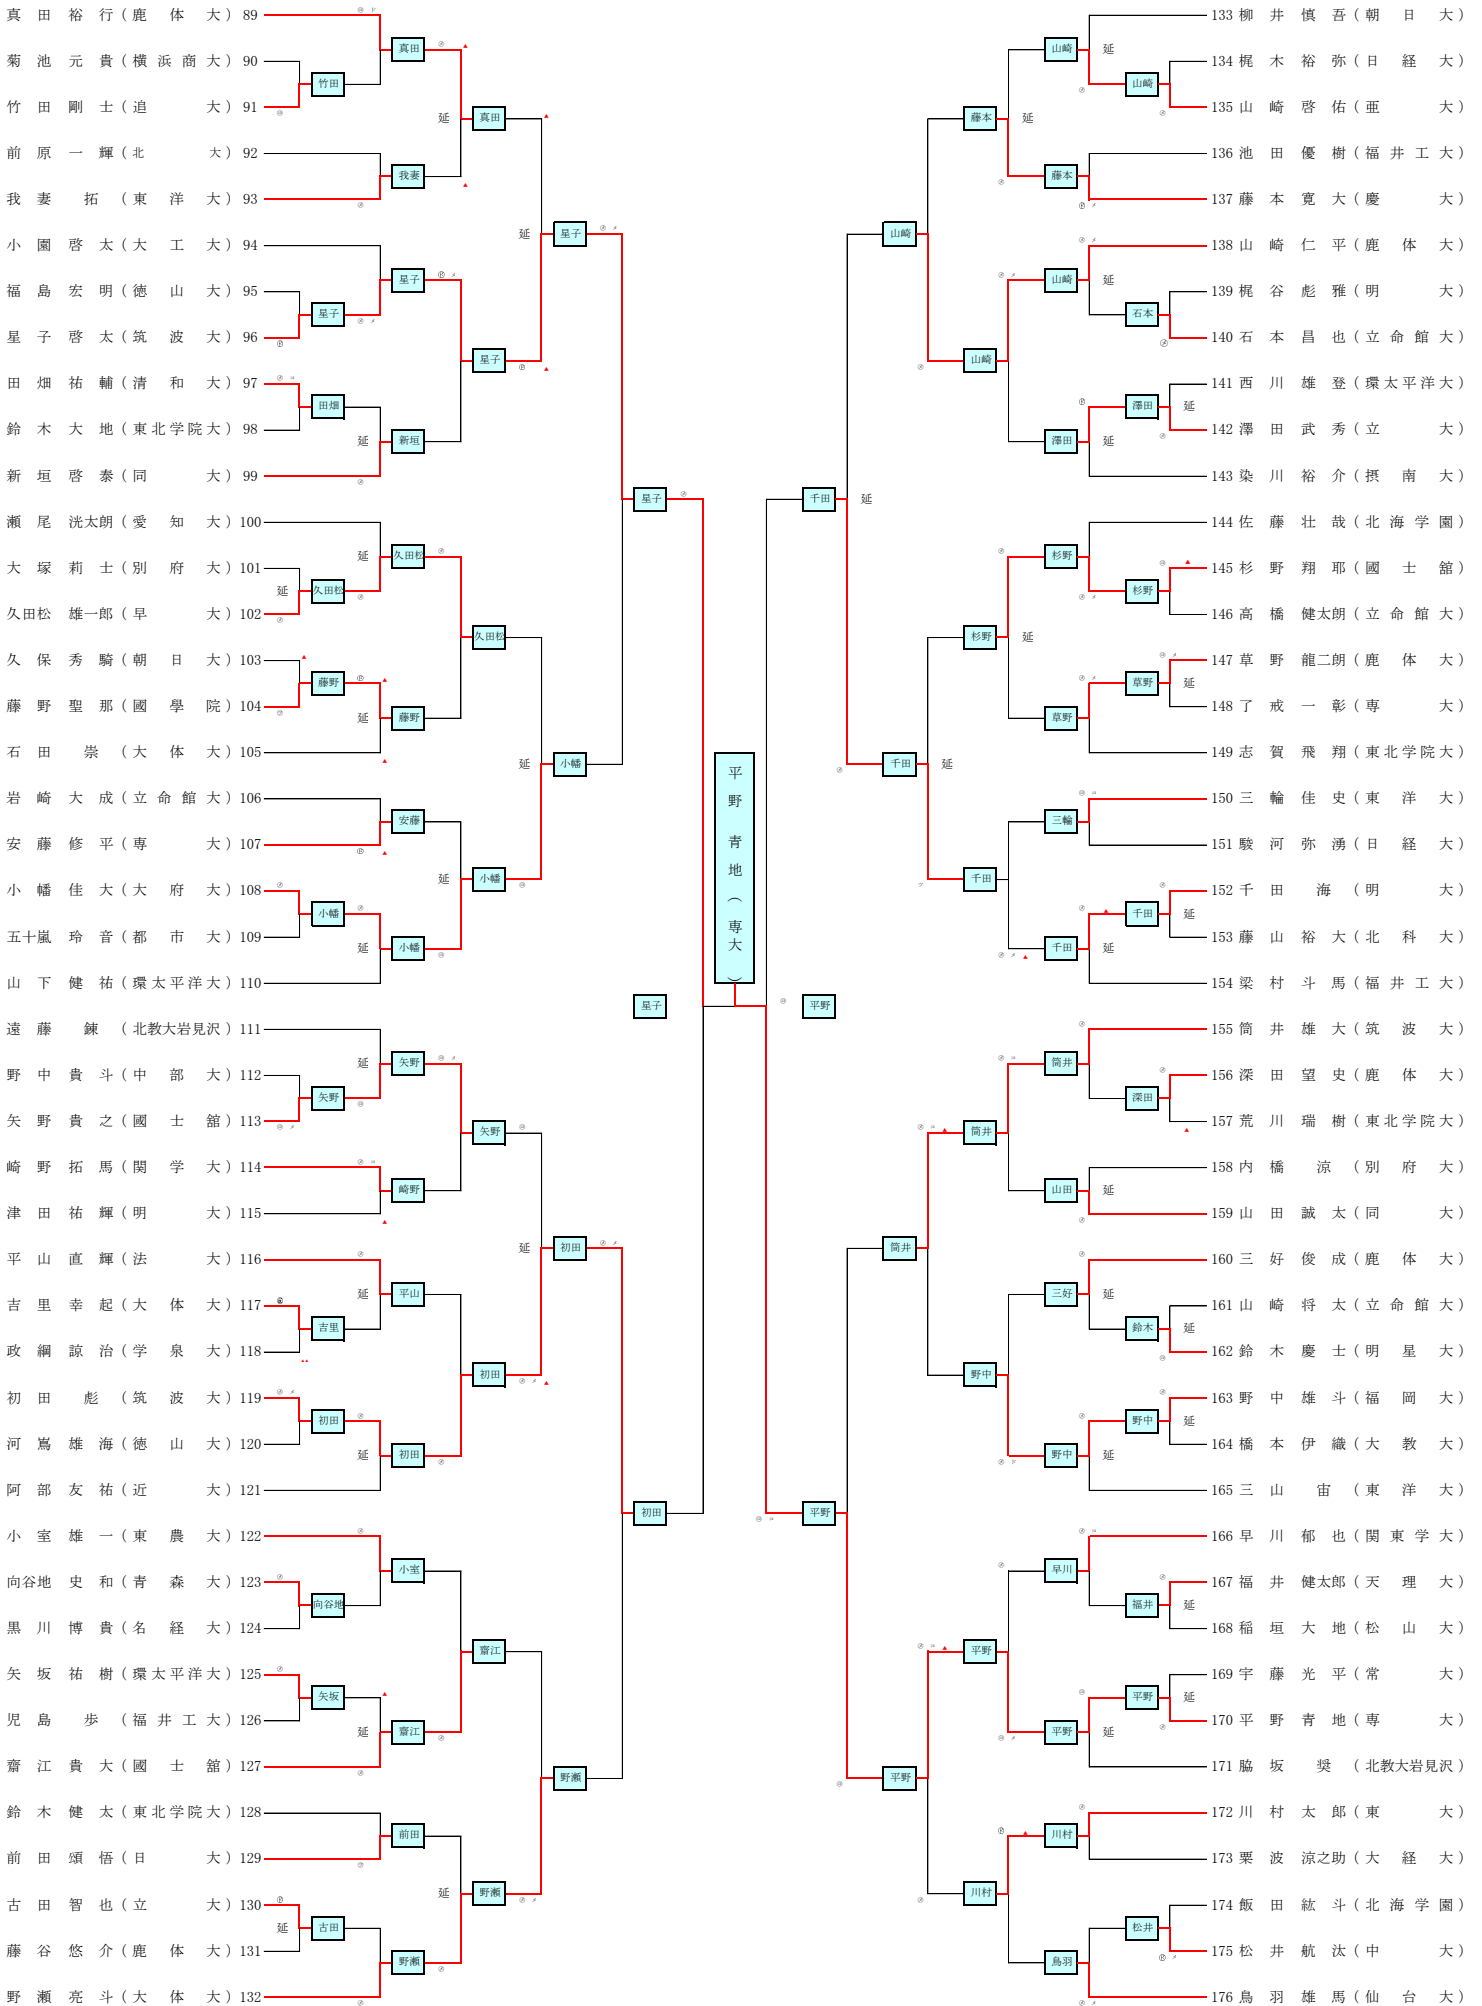 真田裕行(鹿体大) 89
菊池元貴(横浜商大) 90
竹田剛士(追大) 91
前原一輝(北大) 92
我妻拓(東洋大) 93
小園啓太(大工大) 94
福島宏明(徳山大) 95
星子啓太(筑波大) 96
田畑祐輔(清和大) 97
鈴木大地(東北学院大) 98
新垣啓泰(同大) 99
瀬尾洸太朗(愛知大) 100
大塚莉士(別府大) 101
久田松雄一郎(早大) 102
久保秀騎(朝日大) 103
藤野聖那(國學院) 104
石田崇(大体大) 105
岩崎大成(立命館大) 106
安藤修平(専大) 107
小幡佳大(大府大) 108
五十嵐玲音(都市大) 109
山下健祐(環太平洋大) 110
遠藤錬(北教大岩見沢) 111
野中貴斗(中部大) 112
矢野貴之(國士舘) 113
崎野拓馬(関学大) 114
津田祐輝(明大) 115
平山直輝(法大) 116
吉里幸起(大体大) 117
政綱諒治(学泉大) 118
初田彪(筑波大) 119
河嶌雄海(徳山大) 120
阿部友祐(近大) 121
小室雄一(東農大) 122
向谷地史和(青森大) 123
黒川博貴(名経大) 124
矢坂祐樹(環太平洋大) 125
児島歩(福井工大) 126
齋江貴大(國士舘) 127
鈴木健太(東北学院大) 128
前田頌悟(日大) 129
古田智也(立大) 130
藤谷悠介(鹿体大) 131
野瀬亮斗(大体大) 132
竹田
星子
田畑
久田松
延
藤野
小幡
矢野
吉里
初田
向谷地
矢坂
古田
延
真田
我妻
星子
新垣
延
久田松
延
藤野
延
安藤
小幡
延
矢野
延
崎野
平山
延
初田
延
小室
齋江
延
前田
野瀬
真田
延
星子
久田松
小幡
延
矢野
初田
齋江
野瀬
延
星子
延
小幡
延
初田
延
野瀬
星子
初田
星子
平野青地(専大)
平野
千田
延
平野
山崎
千田
延
筒井
平野
藤本
延
山崎
杉野
延
千田
筒井
野中
平野
川村
山崎
延
藤本
山崎
延
澤田
延
杉野
草野
三輪
千田
延
筒井
山田
延
三好
延
野中
延
早川
平野
延
川村
鳥羽
山崎
石本
澤田
延
杉野
草野
延
千田
延
深田
鈴木
延
野中
延
福井
延
平野
延
松井
133 柳井慎吾(朝日大)
134 梶木裕弥(日経大)
135 山崎啓佑(亜大)
136 池田優樹(福井工大)
137 藤本寛大(慶大)
138 山崎仁平(鹿体大)
139 梶谷彪雅(明大)
140 石本昌也(立命館大)
141 西川雄登(環太平洋大)
142 澤田武秀(立大)
143 染川裕介(摂南大)
144 佐藤壮哉(北海学園)
145 杉野翔耶(國士舘)
146 高橋健太朗(立命館大)
147 草野龍二朗(鹿体大)
148 了戒一彰(専大)
149 志賀飛翔(東北学院大)
150 三輪佳史(東洋大)
151 駿河弥湧(日経大)
152 千田海(明大)
153 藤山裕大(北科大)
154 梁村斗馬(福井工大)
155 筒井雄大(筑波大)
156 深田望史(鹿体大)
157 荒川瑞樹(東北学院大)
158 内橋涼(別府大)
159 山田誠太(同大)
160 三好俊成(鹿体大)
161 山崎将太(立命館大)
162 鈴木慶士(明星大)
163 野中雄斗(福岡大)
164 橋本伊織(大教大)
165 三山宙(東洋大)
166 早川郁也(関東学大)
167 福井健太郎(天理大)
168 稲垣大地(松山大)
169 宇藤光平(常大)
170 平野青地(専大)
171 脇坂奨(北教大岩見沢)
172 川村太郎(東大)
173 栗波涼之助(大経大)
174 飯田紘斗(北海学園)
175 松井航汰(中大)
176 鳥羽雄馬(仙台大)